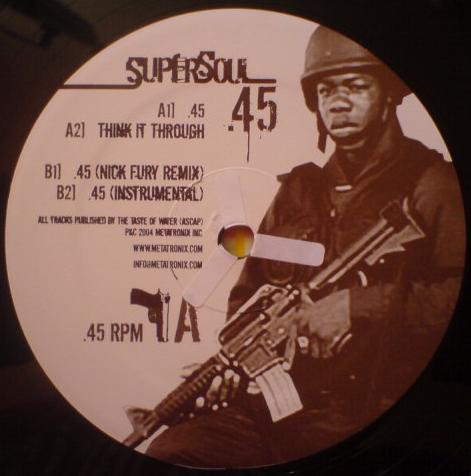 SUPERSOUL
.45
A1] .45
A2] THINK IT THROUGH
B1] .45 (NICK FURY REMIX)
B2] .45 (INSTRUMENTAL)
ALL TRACKS PUBLISHED BY THE TASTE OF WATER (ASCAP)
P&C 2004 METATRONIX INC
WWW.METATRONIX.COM
INFO@METATRONIX.COM
.45 RPM
A